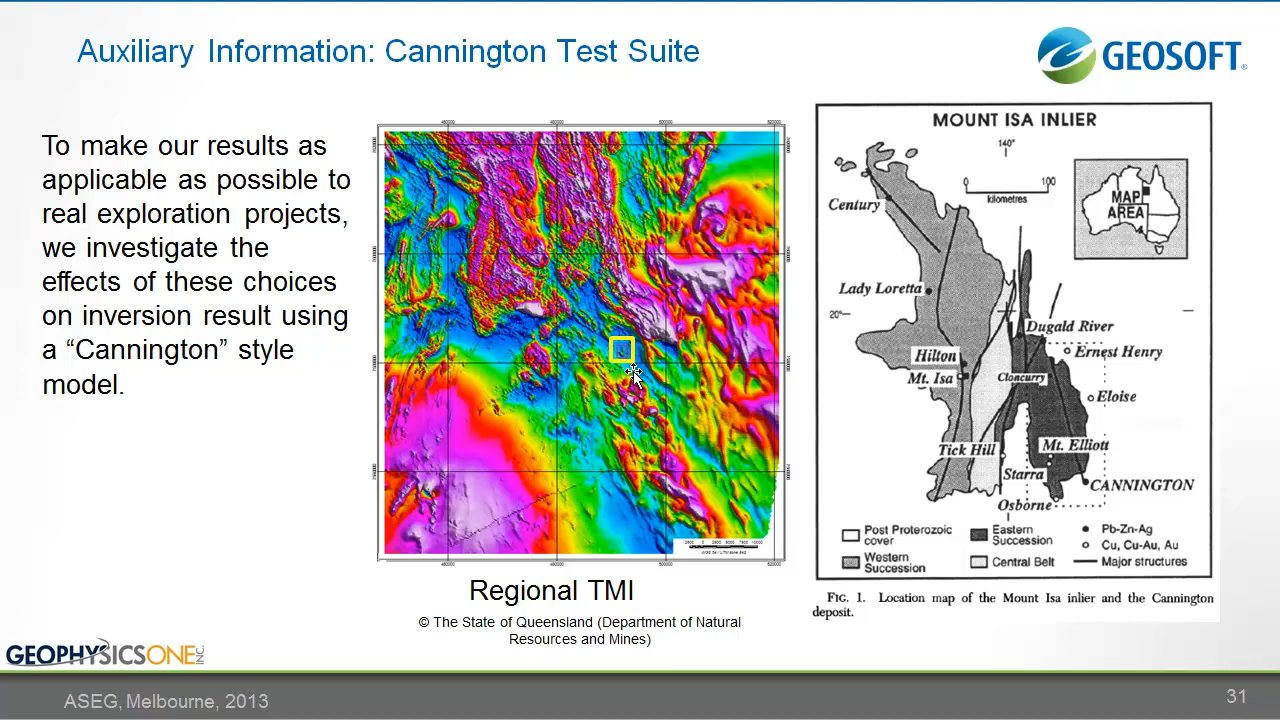 Auxiliary Information: Cannington Test Suite
GEOSOFT®
To make our results as
applicable as possible to
real exploration projects,
we investigate the
effects of these choices
on inversion result using
a “Cannington” style
model.
480000 480000 500000 520000
Regional TMI
© The State of Queensland (Department of Natural
Resources and Mines)
MOUNT ISA INLIER
140°
0 100
kilometres
MAP
AREA
Century
Lady Loretta
20°
Dugald River
Hilton
Ernest Henry
Mt. Isa
Cloncurry
Eloise
Tick Hill
Mt. Elliott
Starra
CANNINGTON
Osborne
Post Proterozoic
cover
Eastern
Succession
Pb-Zn-Ag
Cu, Cu-Au, Au
Western
Succession
Central Belt
Major structures
FIG. 1. Location map of the Mount Isa inlier and the Cannington
deposit.
GEOPHYSICSONE INC.
ASEG, Melbourne, 2013
31